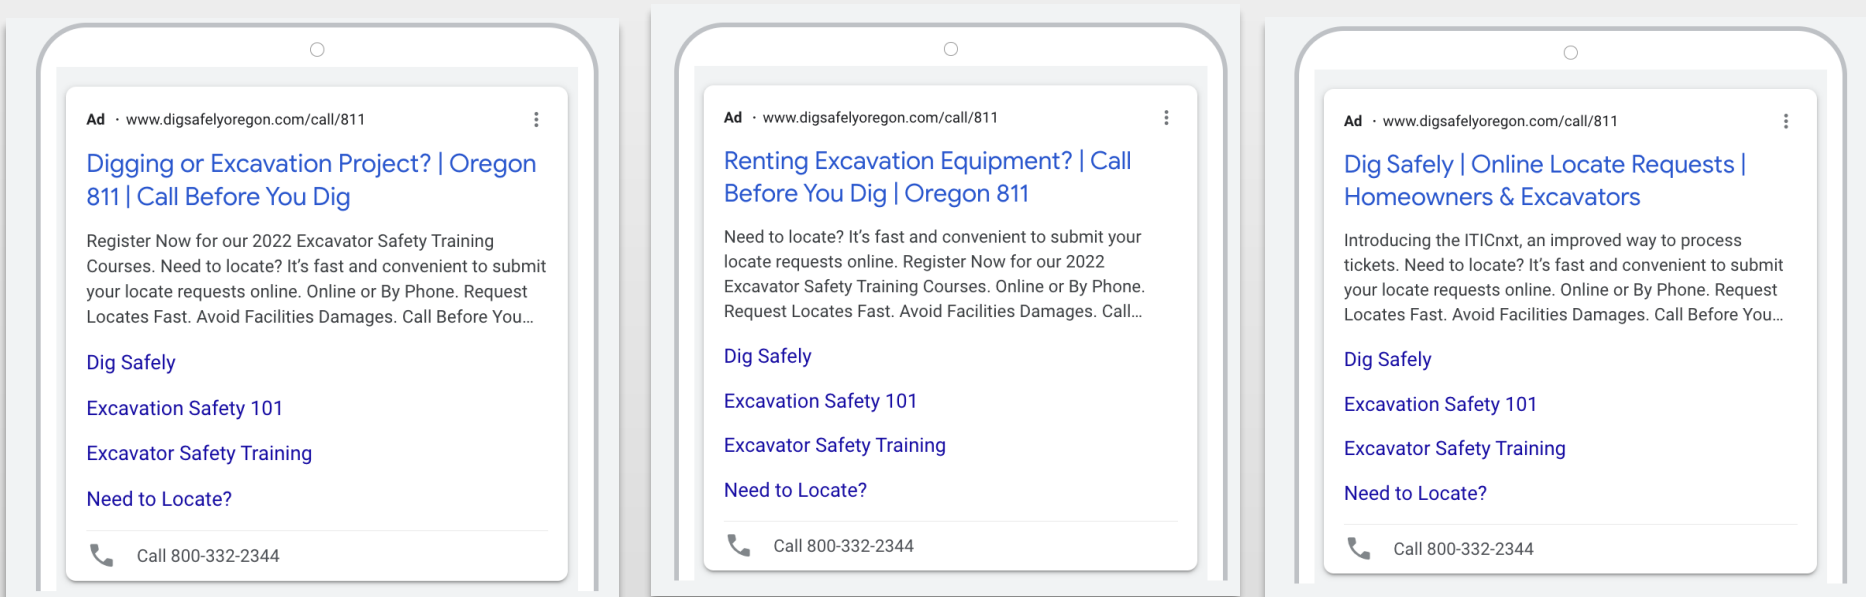 Ad · www.digsafelyoregon.com/call/811
Digging or Excavation Project? | Oregon
811 | Call Before You Dig
Register Now for our 2022 Excavator Safety Training
Courses. Need to locate? It’s fast and convenient to submit
your locate requests online. Online or By Phone. Request
Locates Fast. Avoid Facilities Damages. Call Before You...
Dig Safely
Excavation Safety 101
Excavator Safety Training
Need to Locate?
Call 800-332-2344
Ad · www.digsafelyoregon.com/call/811
Renting Excavation Equipment? | Call
Before You Dig | Oregon 811
Need to locate? It’s fast and convenient to submit your
locate requests online. Register Now for our 2022
Excavator Safety Training Courses. Online or By Phone.
Request Locates Fast. Avoid Facilities Damages. Call...
Dig Safely
Excavation Safety 101
Excavator Safety Training
Need to Locate?
Call 800-332-2344
Ad · www.digsafelyoregon.com/call/811
Dig Safely | Online Locate Requests |
Homeowners & Excavators
Introducing the ITICnxt, an improved way to process
tickets. Need to locate? It’s fast and convenient to submit
your locate requests online. Online or By Phone. Request
Locates Fast. Avoid Facilities Damages. Call Before You...
Dig Safely
Excavation Safety 101
Excavator Safety Training
Need to Locate?
Call 800-332-2344